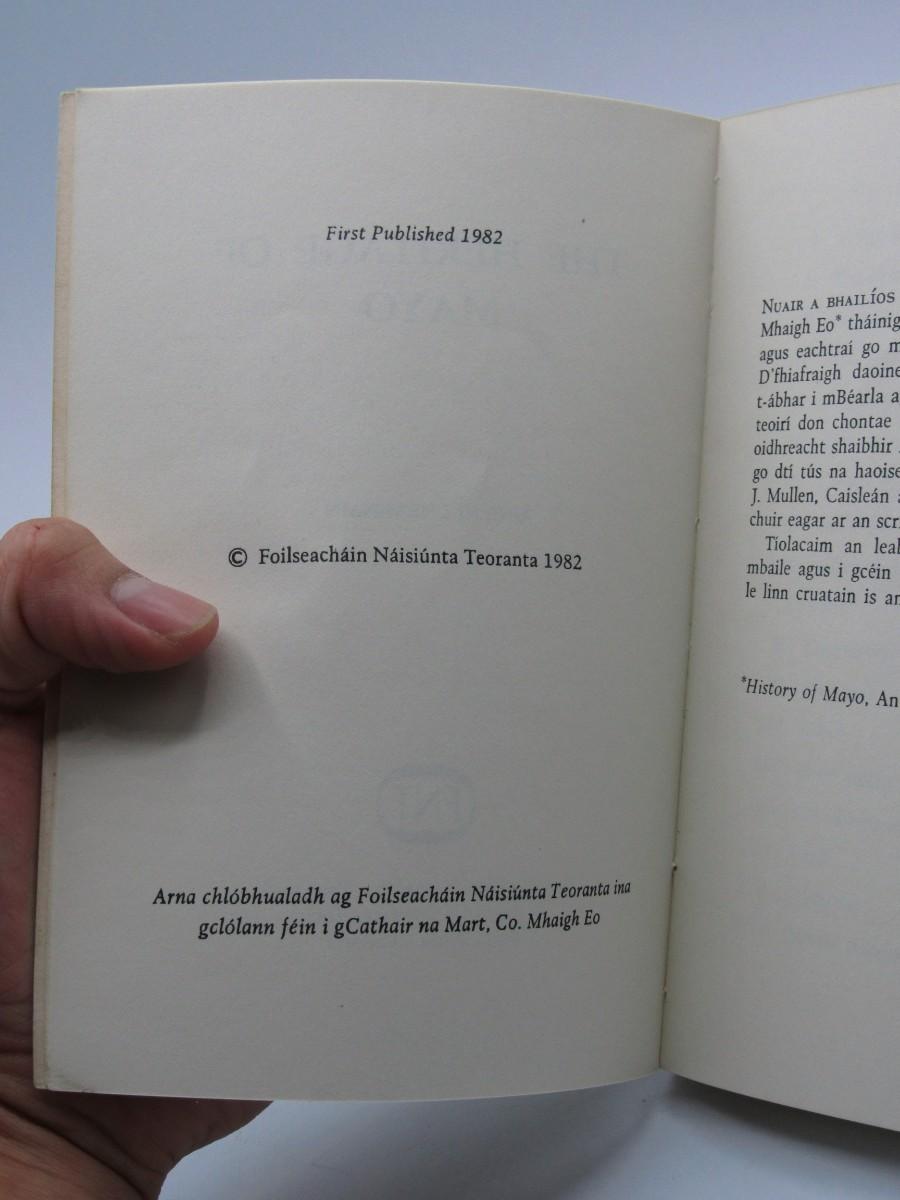 First Published 1982
© Foilseacháin Náisiúnta Teoranta 1982
Arna chlóbhualadh ag Foilseacháin Náisiúnta Teoranta ina
gclólann féin i gCathair na Mart, Co. Mhaigh Eo
NUAIR A BHAILÍOS
Mhaigh Eo* tháinig
agus eachtraí go
D'fhiafraigh daoine
t-ábhar i mBéarla
teoirí don chontae
oidhreacht shaibhir
go dtí tús na haoise
J. Mullen, Caisleán
chuir eagar ar an
Tíolacaim an
mbaile agus i gcéin
le linn cruatain is
*History of Mayo, An